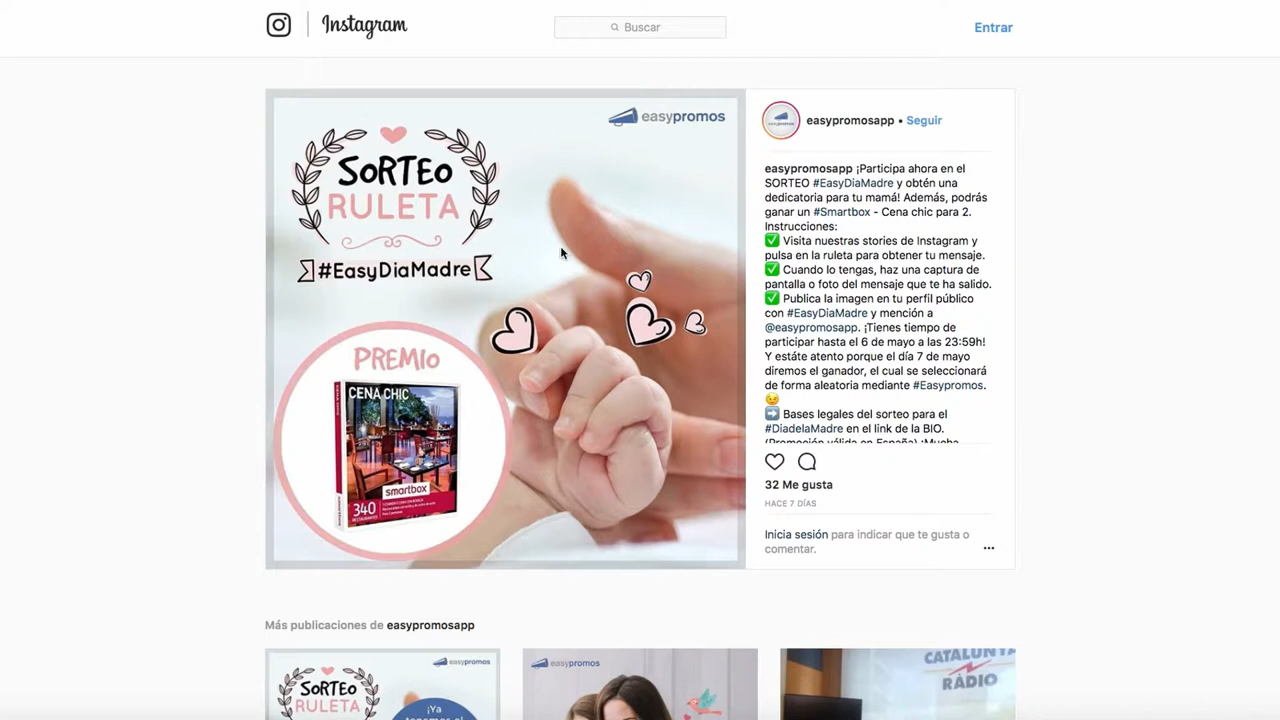 Instagram
Buscar
Entrar
easypromos
SORTEO
RULETA
#EasyDiaMadre
PREMIO
CENA CHIC
smartbox
340
easypromosapp • Seguir
easypromosapp ¡Participa ahora en el
SORTEO #EasyDiaMadre y obtén una
dedicatoria para tu mamá! Además, podrás
ganar un #Smartbox - Cena chic para 2.
Instrucciones:
✅ Visita nuestras stories de Instagram y
pulsa en la ruleta para obtener tu mensaje.
✅ Cuando lo tengas, haz una captura de
pantalla o foto del mensaje que te ha salido.
✅ Publica la imagen en tu perfil público
con #EasyDiaMadre y mención a
@easypromosapp. ¡Tienes tiempo de
participar hasta el 6 de mayo a las 23:59h!
Y estáte atento porque el día 7 de mayo
diremos el ganador, el cual se seleccionará
de forma aleatoria mediante #Easypromos.
😉
➡️ Bases legales del sorteo para el
#DiadelaMadre en el link de la BIO.
(Promoción válida en España) ¡Mucha
32 Me gusta
HACE 7 DÍAS
Inicia sesión para indicar que te gusta o
comentar.
Más publicaciones de easypromosapp
easypromos
SORTEO
RULETA
¡Ya
easypromos
CATALUNYA
RÀDIO